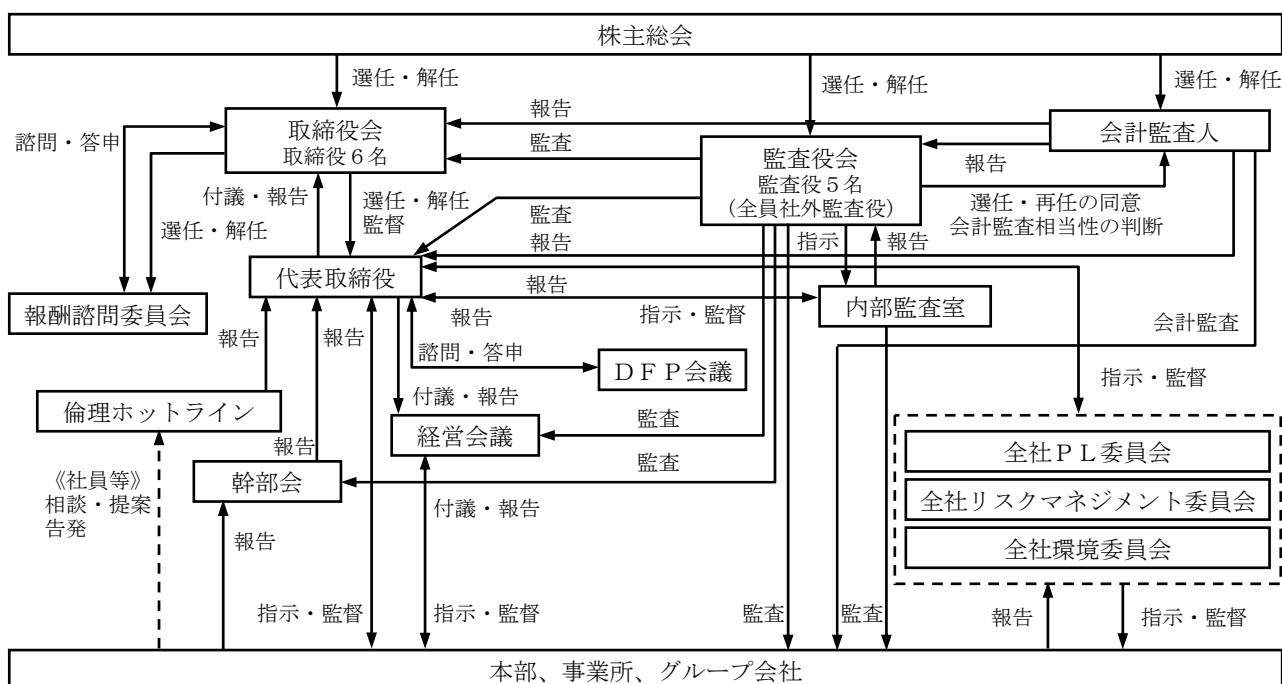 株主総会
選任・解任
選任・解任
選任・解任
報告
取締役会
取締役６名
会計監査人
諮問・答申
監査
監査役会
監査役５名
(全員社外監査役)
報告
付議・報告
選任・解任
監督
選任・再任の同意
会計監査相当性の判断
監査
選任・解任
報告
指示
報告
代表取締役
報告
報酬諮問委員会
内部監査室
報告
報告
報告
指示・監督
会計監査
諮問・答申
ＤＦＰ会議
指示・監督
倫理ホットライン
付議・報告
経営会議
監査
報告
全社ＰＬ委員会
《社員等》
相談・提案
告発
幹部会
監査
全社リスクマネジメント委員会
付議・報告
報告
全社環境委員会
指示・監督
指示・監督
監査
監査
報告
指示・監督
本部、事業所、グループ会社